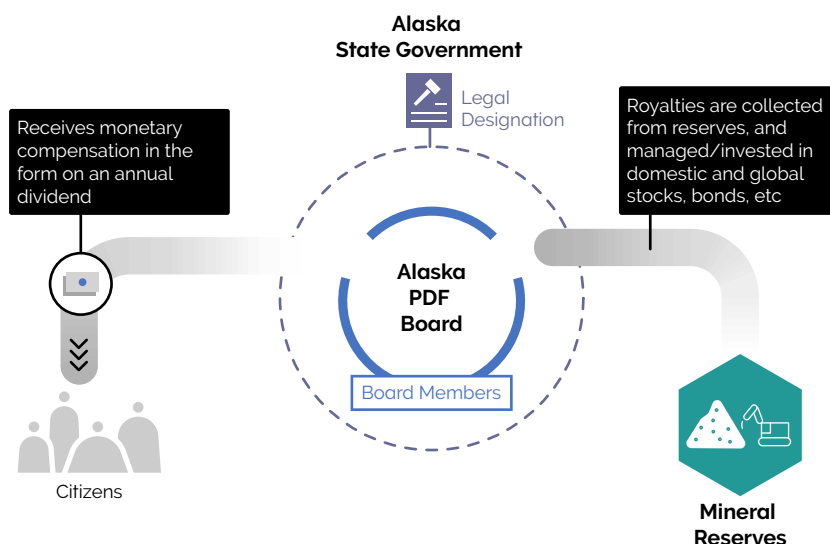 Alaska
State Government
Legal
Designation
Receives monetary
compensation in the
form on an annual
dividend
Royalties are collected
from reserves, and
managed/invested in
domestic and global
stocks, bonds, etc
Alaska
PDF
Board
Board Members
Citizens
Mineral
Reserves